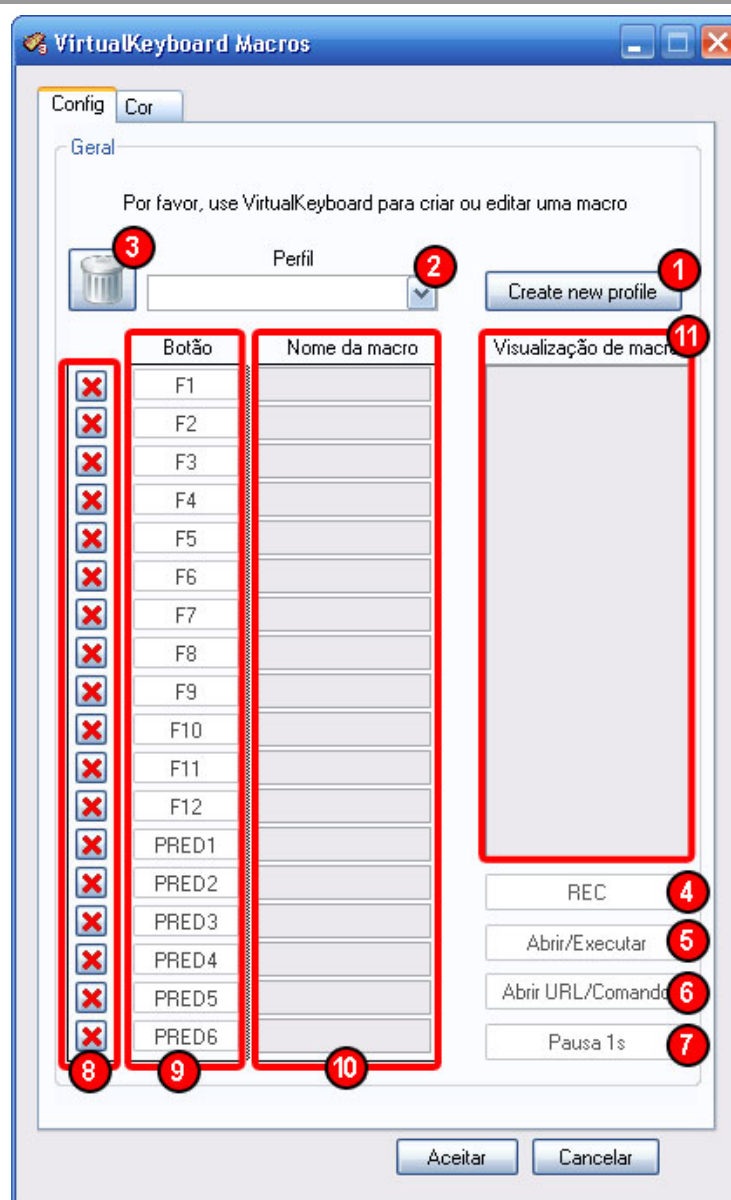 VirtualKeyboard Macros
Config Cor
Geral
Por favor, use VirtualKeyboard para criar ou editar uma macro
3 Perfil 2 1
Create new profile
11
Botão Nome da macro Visualização de
F1
F2
F3
F4
F5
F6
F7
F8
F9
F10
F11
F12
PRED1
PRED2 REC 4
PRED3 Abrir/Executar 5
PRED4
PRED5 Abrir URL/Comando 6
PRED6 Pausa 1s 7
8 9 10
Aceitar Cancelar